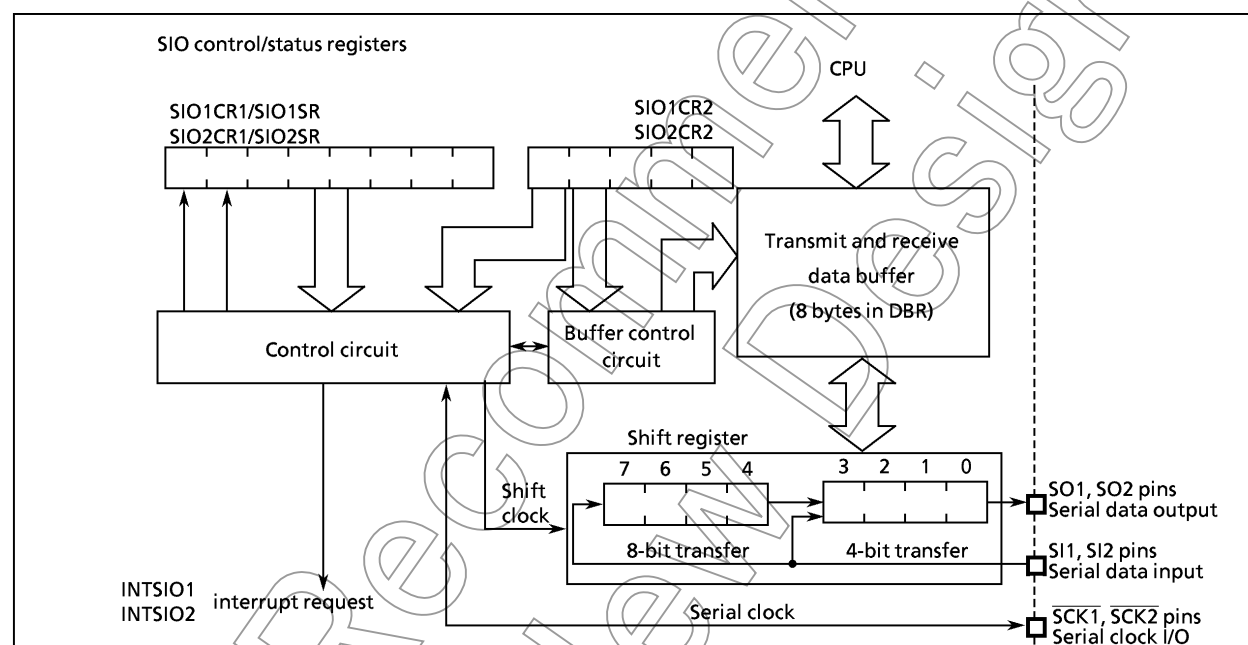 SIO control/status registers
CPU
SIO1CR1/SIO1SR
SIO2CR1/SIO2SR
SIO1CR2
SIO2CR2
Transmit and receive
data buffer
(8 bytes in DBR)
Control circuit
Buffer control
circuit
Shift register
7 6 5 4
3 2 1 0
Shift
clock
8-bit transfer
4-bit transfer
SO1, SO2 pins
Serial data output
SI1, SI2 pins
Serial data input
INTSIO1
INTSIO2
interrupt request
Serial clock
SCK1, SCK2 pins
Serial clock I/O